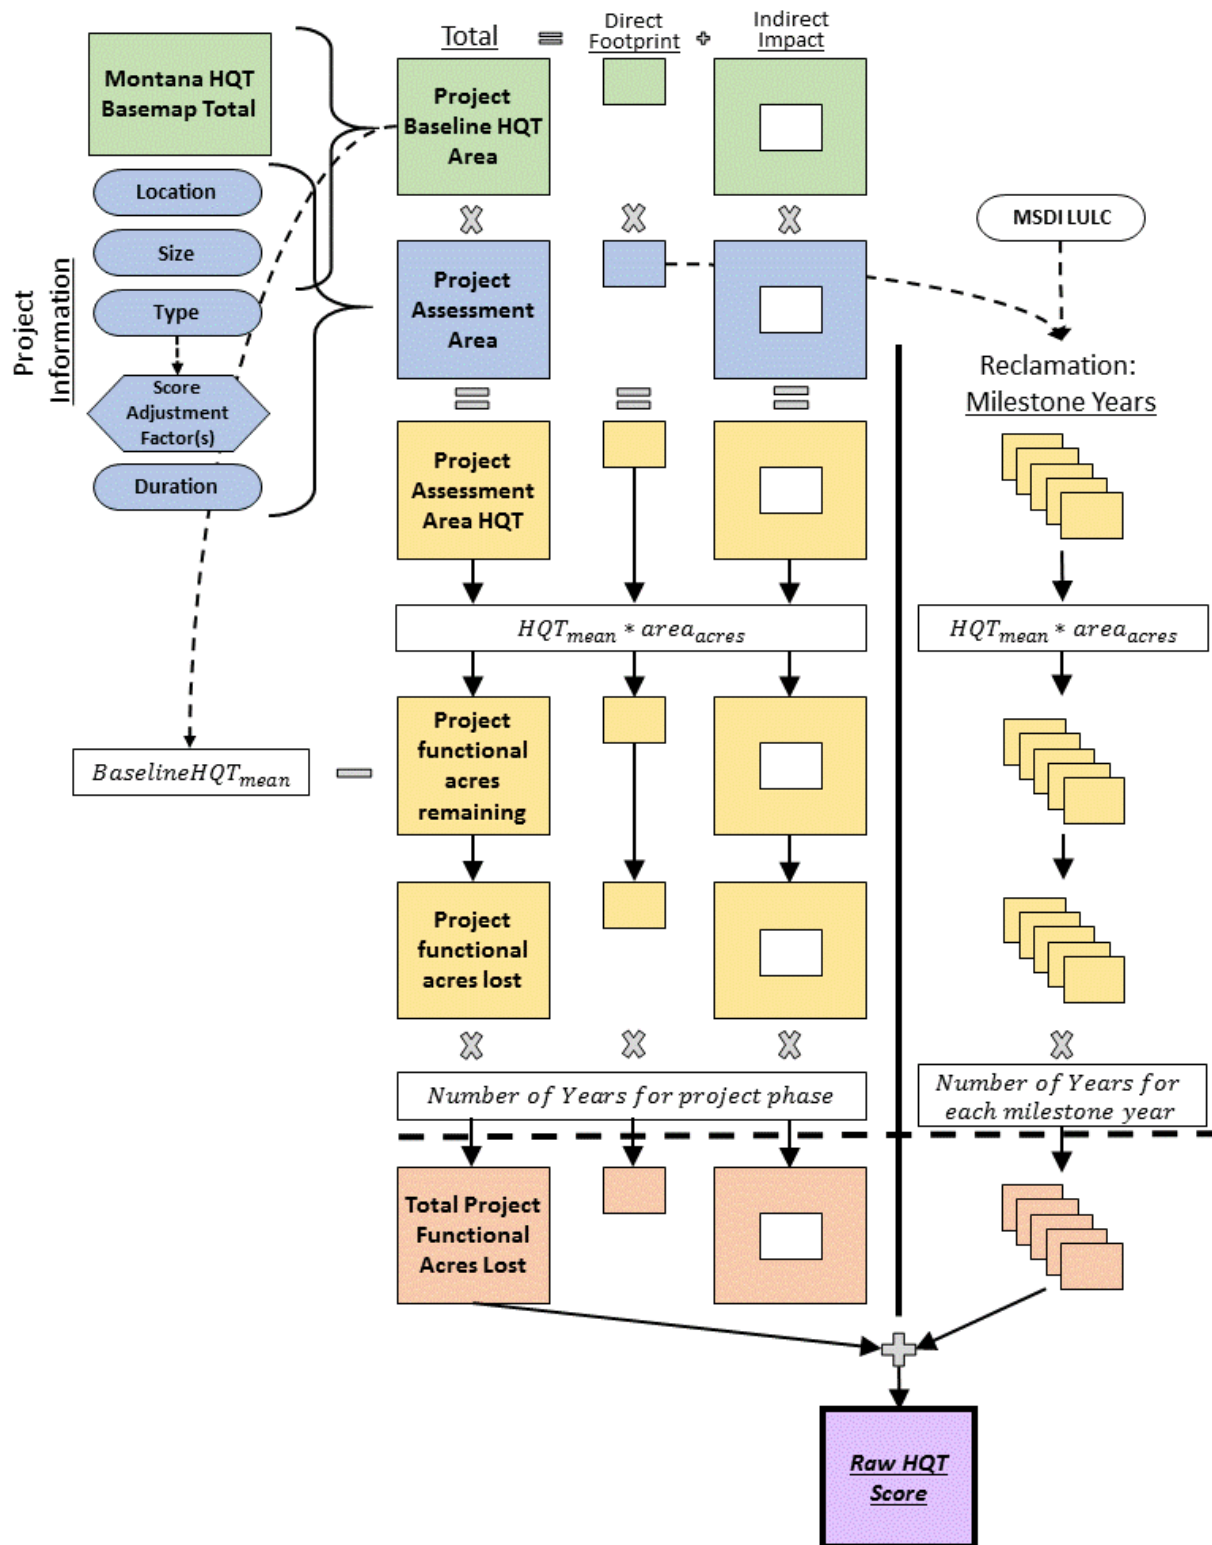 Total = Direct Footprint + Indirect Impact
Montana HQT
Basemap Total
Project
Baseline HQT
Area
Location
Size
Type
Score
Adjustment
Factor(s)
Duration
Project
Information
MSDI LULC
Project
Assessment
Area
Reclamation:
Milestone Years
Project
Assessment
Area HQT
HQT_mean * area_acres
HQT_mean * area_acres
BaselineHQT_mean
Project
functional
acres
remaining
Project
functional
acres lost
Number of Years for project phase
Number of Years for
each milestone year
Total Project
Functional
Acres Lost
Raw HQT
Score